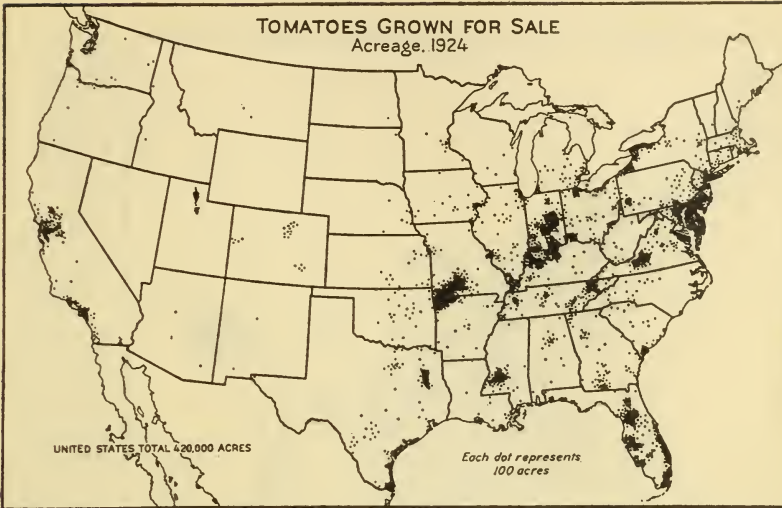 TOMATOES GROWN FOR SALE
Acreage, 1924
UNITED STATES TOTAL 420,000 ACRES
Each dot represents
100 acres